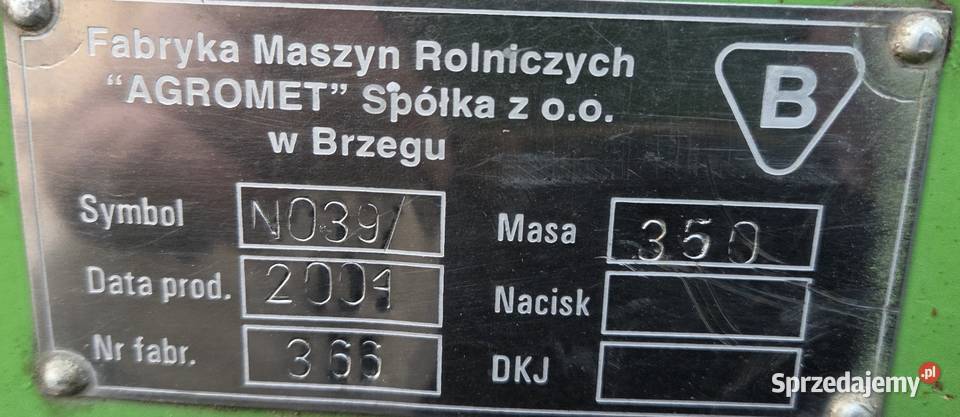 Fabryka Maszyn Rolniczych
"AGROMET" Spółka z o.o.
w Brzegu
B
Symbol N039/
Masa 350
Data prod. 2001
Nacisk
Nr fabr. 366
DKJ
Sprzedajemy.pl